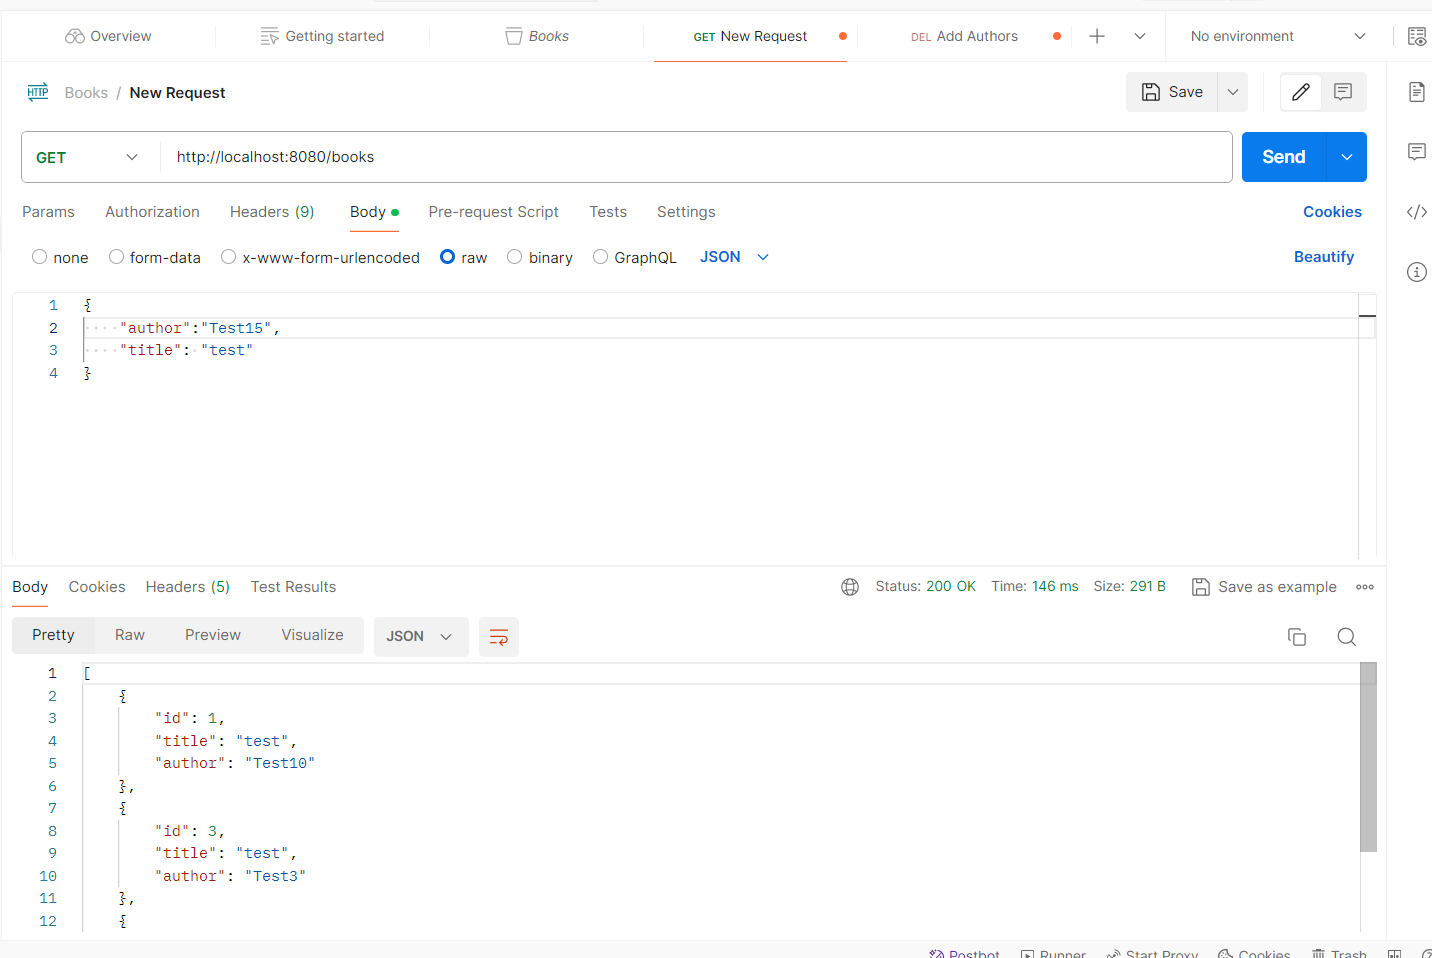 Overview
Getting started
Books
GET New Request
DEL Add Authors
No environment
HTTP
Books / New Request
Save
GET
http://localhost:8080/books
Send
Params
Authorization
Headers (9)
Body
Pre-request Script
Tests
Settings
Cookies
none
form-data
x-www-form-urlencoded
raw
binary
GraphQL
JSON
Beautify
1 {
2 "author":"Test15",
3 "title": "test"
4 }
Body
Cookies
Headers (5)
Test Results
Status: 200 OK
Time: 146 ms
Size: 291 B
Save as example
Pretty
Raw
Preview
Visualize
JSON
1 [
2 {
3 "id": 1,
4 "title": "test",
5 "author": "Test10"
6 },
7 {
8 "id": 3,
9 "title": "test",
10 "author": "Test3"
11 },
12 {
Postbot
Runner
Start Proxy
Cookies
Trash